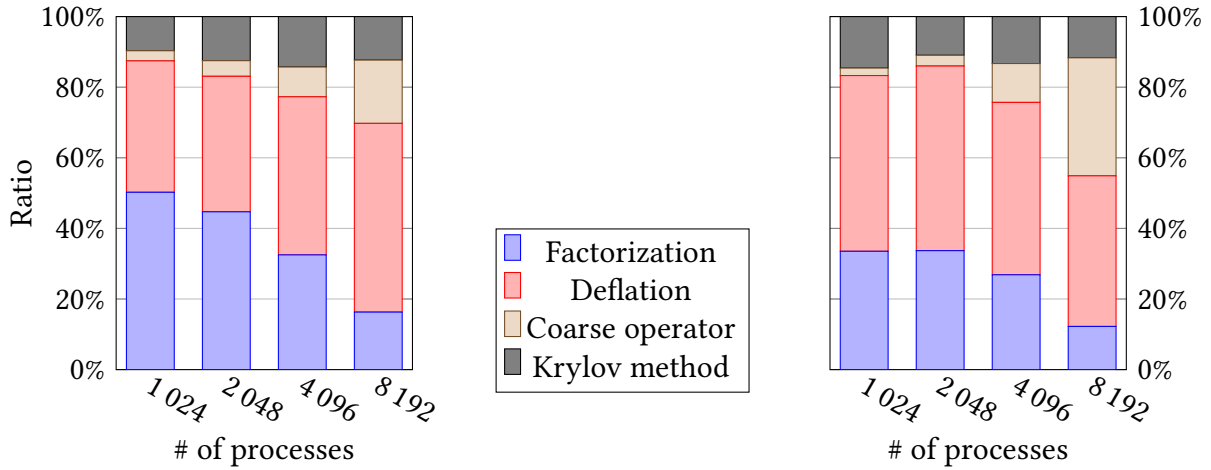 100%
80%
60%
40%
20%
0%
Ratio
1 024
2 048
4 096
8 192
# of processes
Factorization
Deflation
Coarse operator
Krylov method
100%
80%
60%
40%
20%
0%
1 024
2 048
4 096
8 192
# of processes